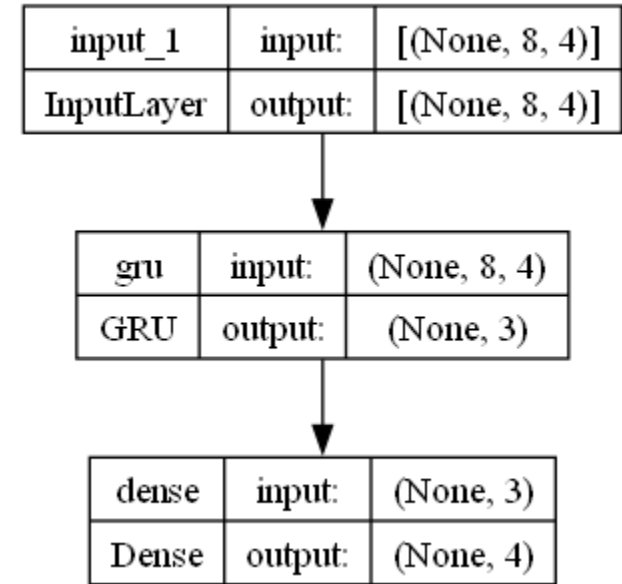 input_1 input: [(None, 8, 4)]
InputLayer output: [(None, 8, 4)]
gru input: (None, 8, 4)
GRU output: (None, 3)
dense input: (None, 3)
Dense output: (None, 4)